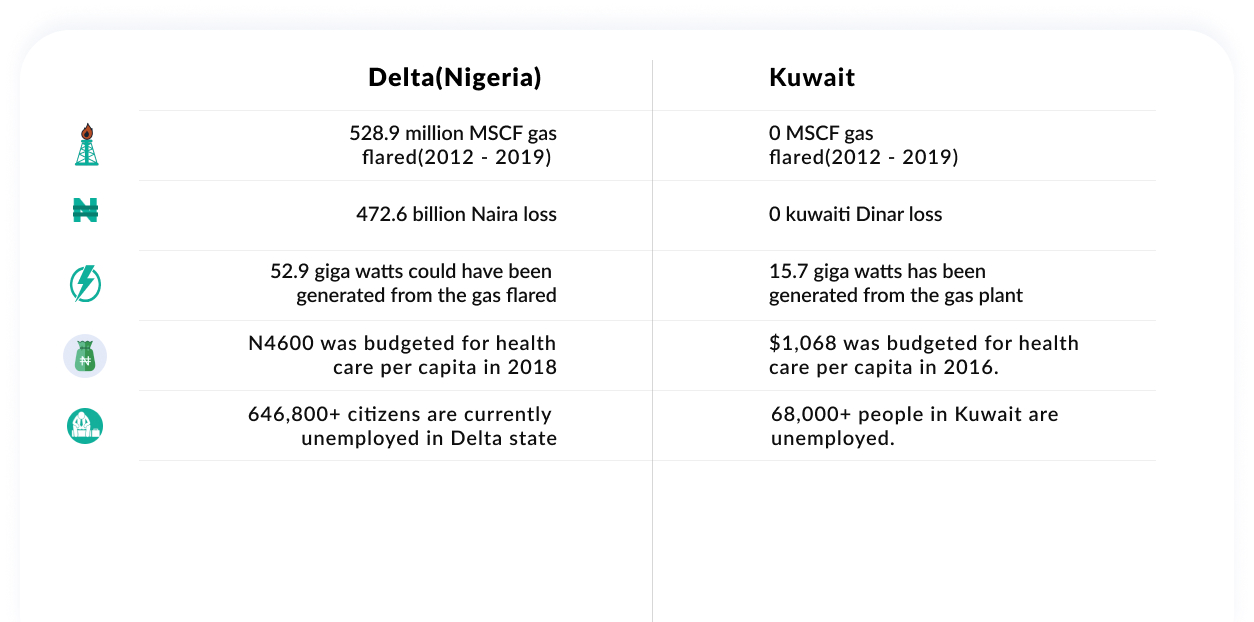 Delta(Nigeria)
Kuwait
528.9 million MSCF gas
flared(2012 - 2019)
0 MSCF gas
flared(2012 - 2019)
472.6 billion Naira loss
0 kuwaiti Dinar loss
52.9 giga watts could have been
generated from the gas flared
15.7 giga watts has been
generated from the gas plant
₦
N4600 was budgeted for health
care per capita in 2018
$1,068 was budgeted for health
care per capita in 2016.
646,800+ citizens are currently
unemployed in Delta state
68,000+ people in Kuwait are
unemployed.